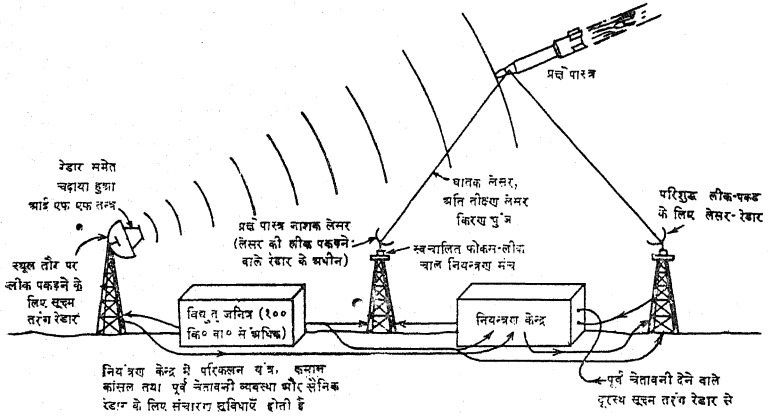 प्रक्षेपास्त्र
रेडार समेत
चढ़ाया हुआ
आई एफ एफ तन्त्र
घातक लेसर,
अति तीक्ष्ण लेसर
किरण पुंज
परिशुद्ध लीक-पकड़
के लिए लेसर-रेडार
प्रक्षेपास्त्र नाशक लेसर
(लेसर की लीक पकड़ने
वाले रेडार के अधीन)
स्वचालित फोकस-लीक
चाल नियन्त्रण मंच
स्थूल तौर पर
लीक पकड़ने के
लिए सूक्ष्म
तरंग रेडार
विद्युत् जनित्र (१००
कि० वा० से अधिक)
नियन्त्रण केन्द्र
नियंत्रण केन्द्र में परिकलन यंत्र, कमान
कांसल तथा पूर्व चेतावनी व्यवस्था और सैनिक
रेडार के लिए संचारण सुविधाएँ होती हैं
पूर्व चेतावनी देने वाले
दूरस्थ सूक्ष्म तरंग रेडार से